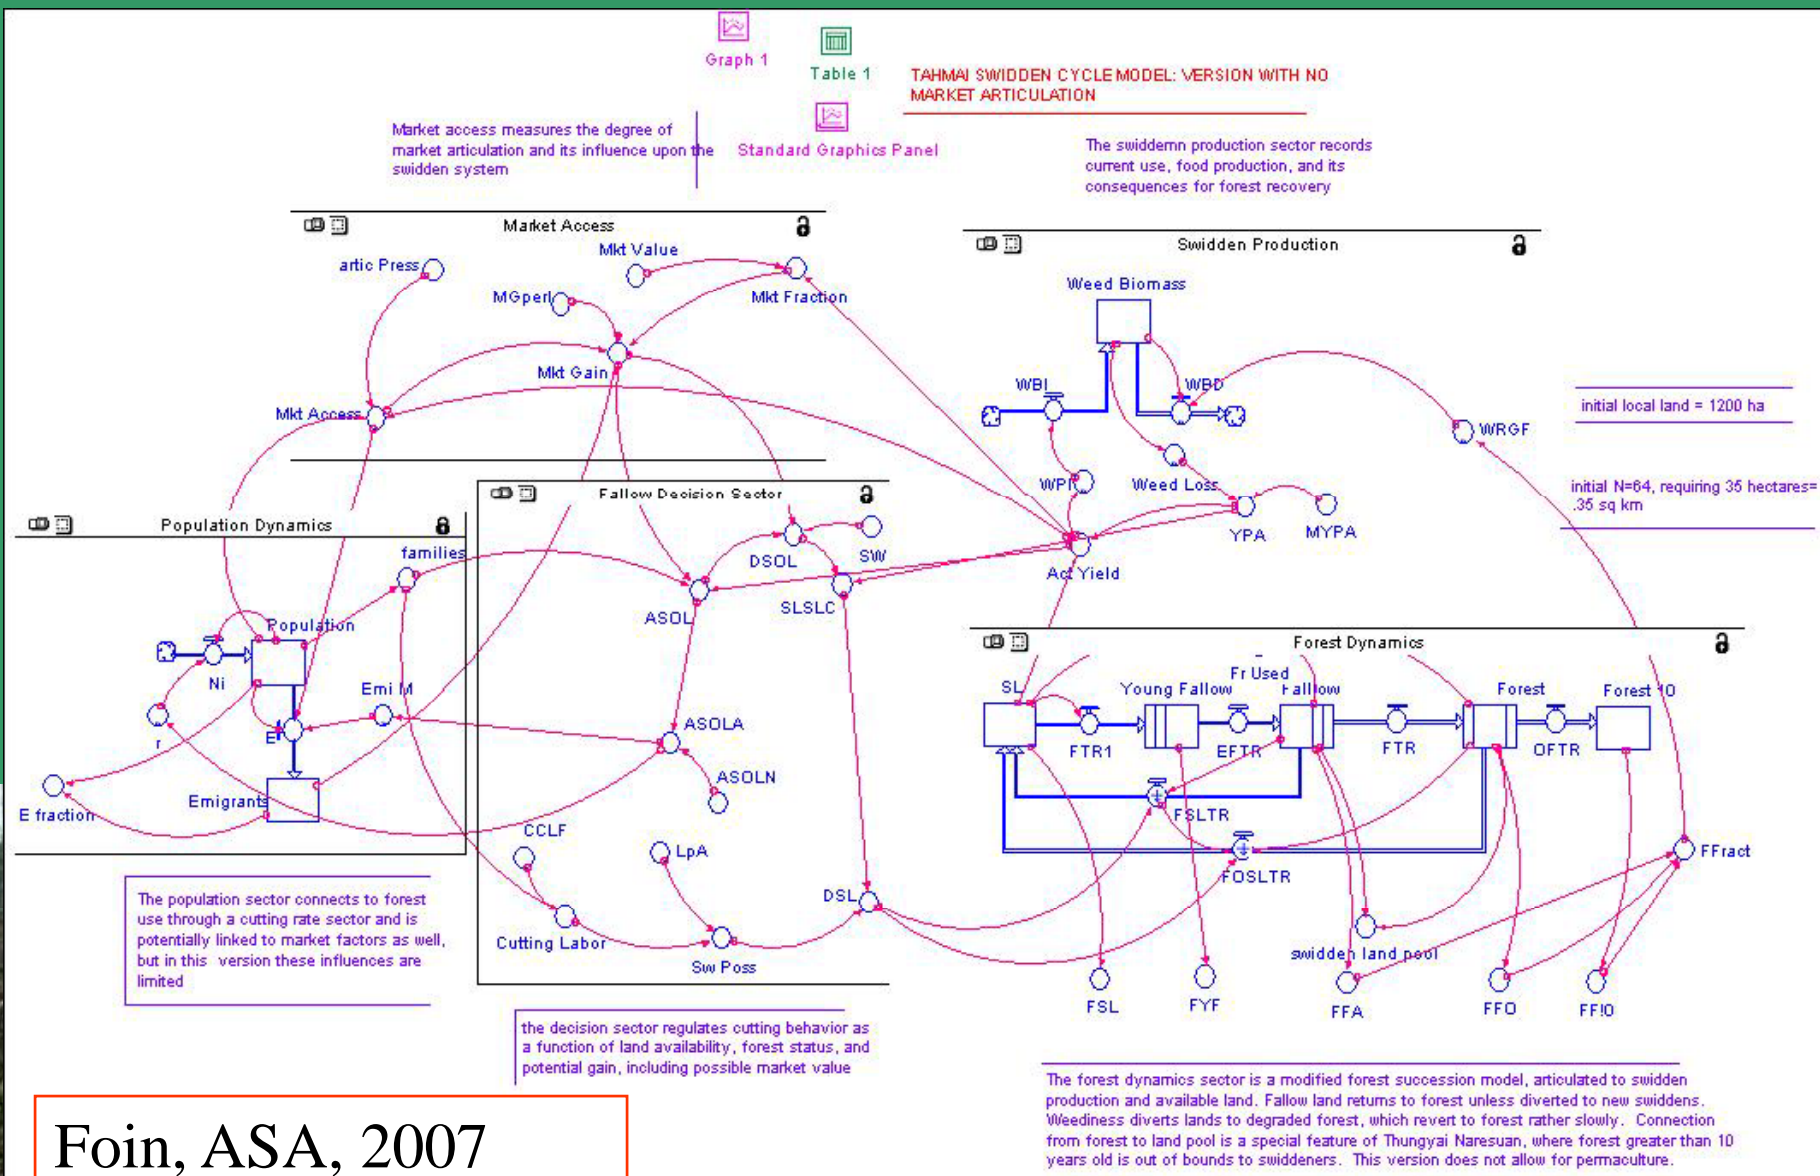 Graph 1
Table 1
TAHMAI SWIDDEN CYCLE MODEL: VERSION WITH NO
MARKET ARTICULATION
Standard Graphics Panel
Market access measures the degree of
market articulation and its influence upon the
swidden system
The swiddemn production sector records
current use, food production, and its
consequences for forest recovery
Market Access
artic Press
Mkt Value
MGperl
Mkt Fraction
Mkt Gain
Mkt Access
Swidden Production
Weed Biomass
WBI
WBD
WRGF
WPI
Weed Loss
YPA
MYPA
Act Yield
initial local land = 1200 ha
initial N=64, requiring 35 hectares=
.35 sq km
Population Dynamics
families
Population
Ni
Emi M
r
E
Emigrants
E fraction
Fallow Decision Sector
DSOL
SW
ASOL
SLSLC
ASOLA
ASOLN
CCLF
LpA
DSL
Cutting Labor
Sw Poss
Forest Dynamics
SL
Young Fallow
Fr Used
Falllow
Forest
Forest 10
FTR1
EFTR
FTR
OFTR
FSLTR
FOSLTR
FFract
swidden land pool
FSL
FYF
FFA
FFO
FF!O
The population sector connects to forest
use through a cutting rate sector and is
potentially linked to market factors as well,
but in this version these influences are
limited
the decision sector regulates cutting behavior as
a function of land availability, forest status, and
potential gain, including possible market value
The forest dynamics sector is a modified forest succession model, articulated to swidden
production and available land. Fallow land returns to forest unless diverted to new swiddens.
Weediness diverts lands to degraded forest, which revert to forest rather slowly. Connection
from forest to land pool is a special feature of Thungyai Naresuan, where forest greater than 10
years old is out of bounds to swiddeners. This version does not allow for permaculture.
Foin, ASA, 2007